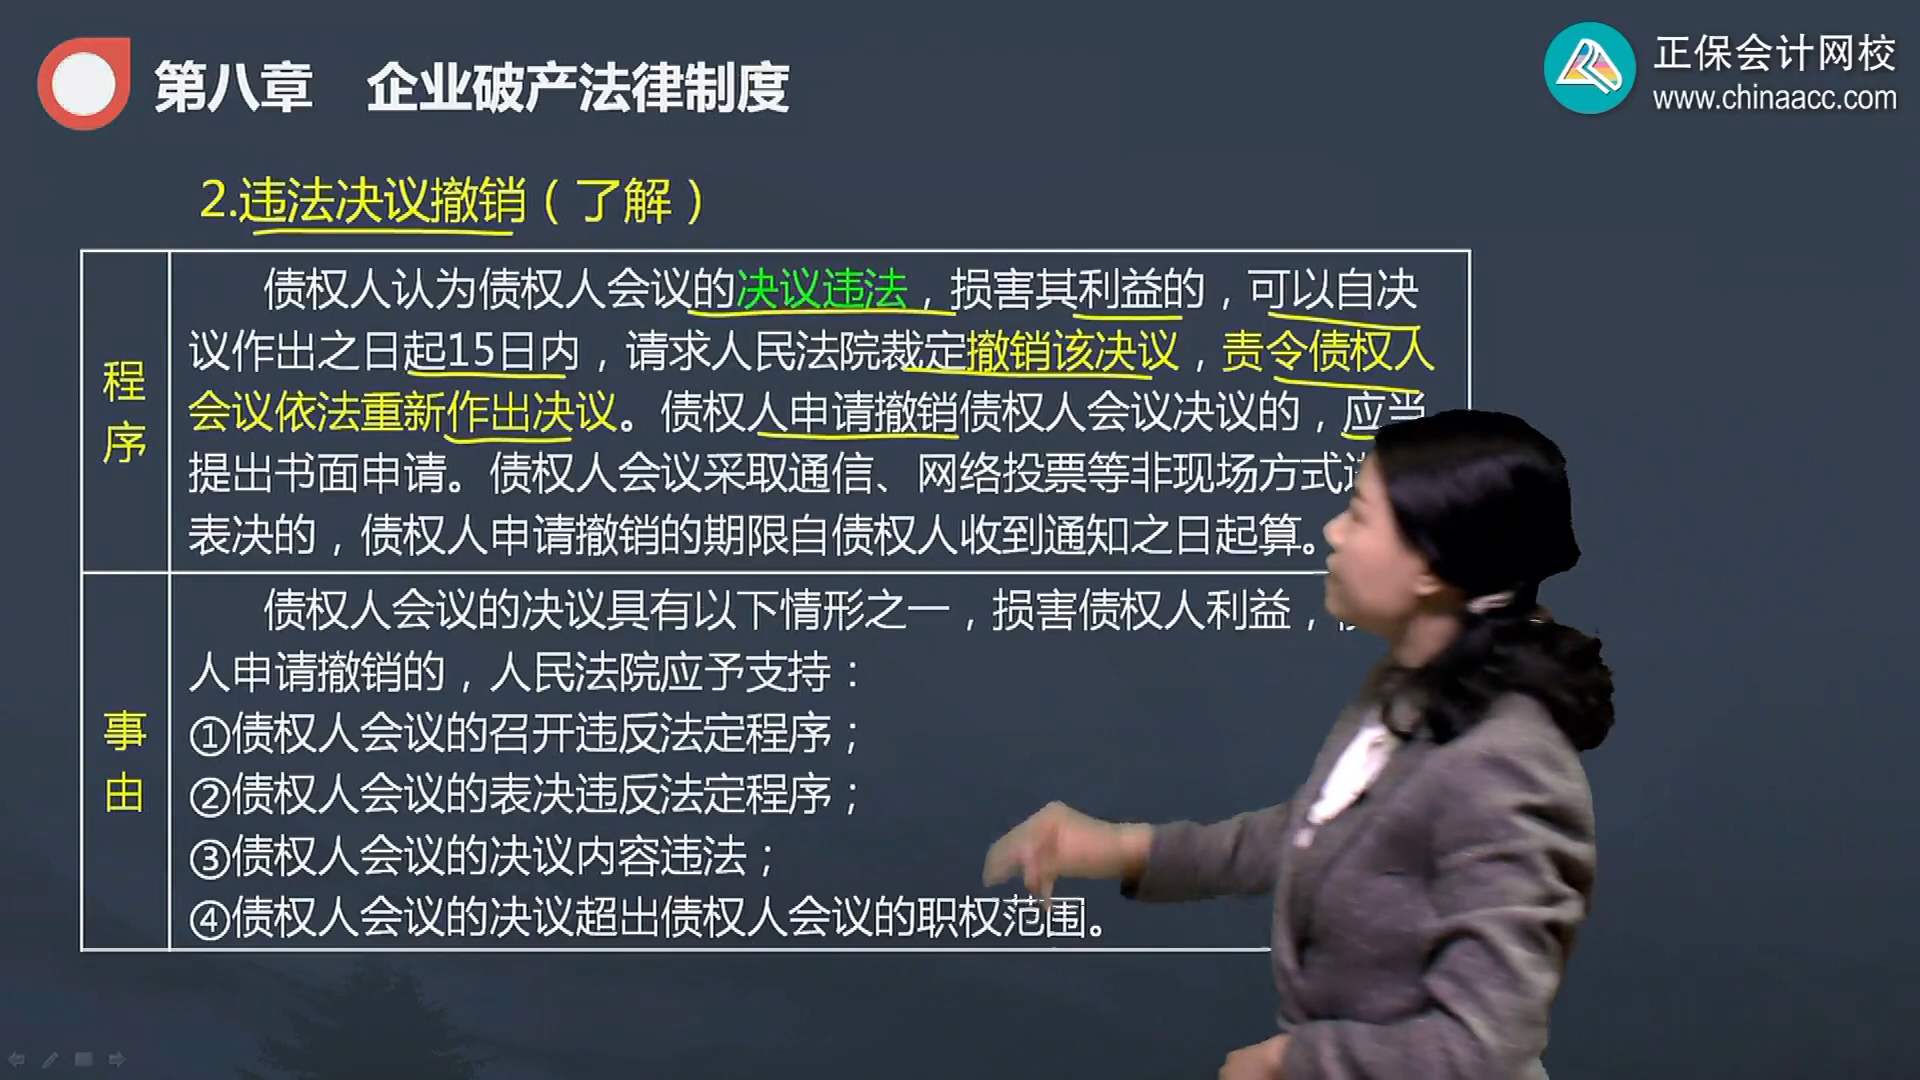 第八章 企业破产法律制度
正保会计网校
www.chinaacc.com
2.违法决议撤销（了解）
程序
债权人认为债权人会议的决议违法，损害其利益的，可以自决
议作出之日起15日内，请求人民法院裁定撤销该决议，责令债权人
会议依法重新作出决议。债权人申请撤销债权人会议决议的，应当
提出书面申请。债权人会议采取通信、网络投票等非现场方式
表决的，债权人申请撤销的期限自债权人收到通知之日起算。
事由
债权人会议的决议具有以下情形之一，损害债权人利益，
人申请撤销的，人民法院应予支持：
①债权人会议的召开违反法定程序；
②债权人会议的表决违反法定程序；
③债权人会议的决议内容违法；
④债权人会议的决议超出债权人会议的职权范围。